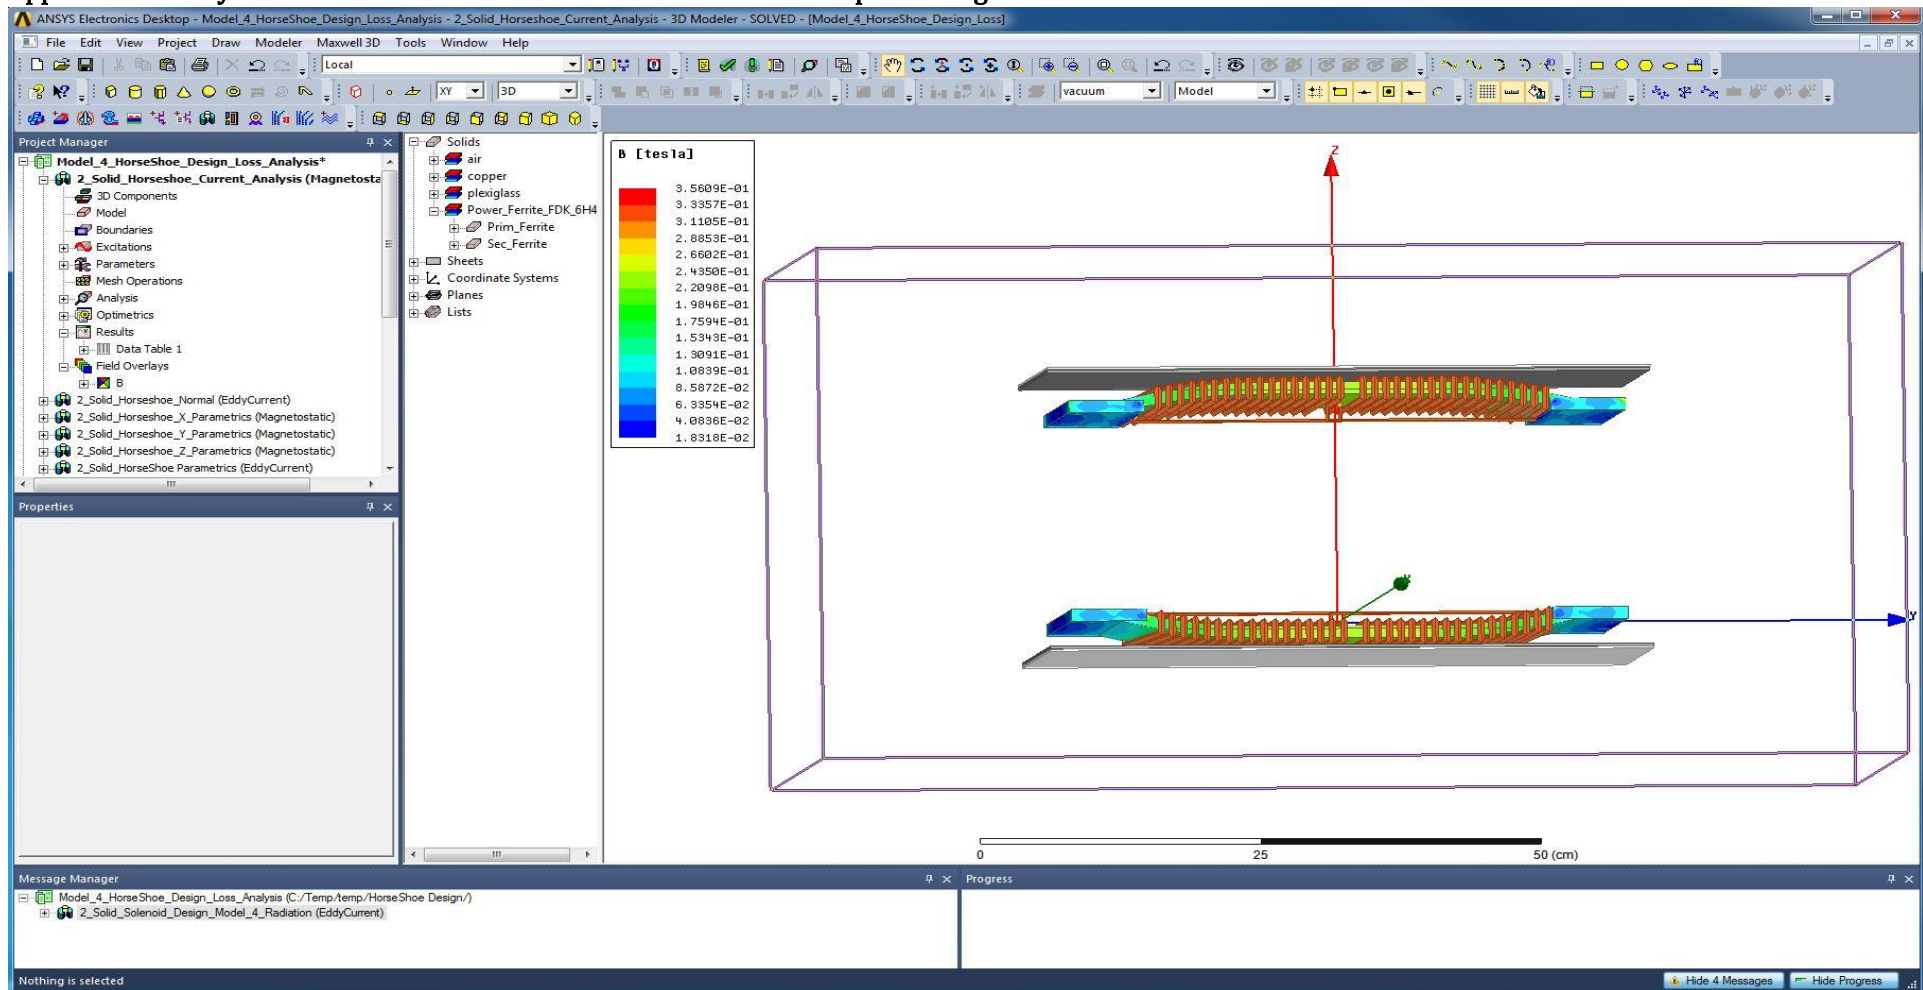 ANSYS Electronics Desktop - Model_4_HorseShoe_Design_Loss_Analysis - 2_Solid_Horseshoe_Current_Analysis - 3D Modeler - SOLVED - [Model_4_HorseShoe_Design_Loss]
File Edit View Project Draw Modeler Maxwell 3D Tools Window Help
Local
XY 3D vacuum Model
Project Manager
Model_4_HorseShoe_Design_Loss_Analysis*
2_Solid_Horseshoe_Current_Analysis (Magnetosta
3D Components
Model
Boundaries
Excitations
Parameters
Mesh Operations
Analysis
Optimetrics
Results
Data Table 1
Field Overlays
B
2_Solid_Horseshoe_Normal (EddyCurrent)
2_Solid_Horseshoe_X_Parametrics (Magnetostatic)
2_Solid_Horseshoe_Y_Parametrics (Magnetostatic)
2_Solid_Horseshoe_Z_Parametrics (Magnetostatic)
2_Solid_HorseShoe Parametrics (EddyCurrent)
Solids
air
copper
plexiglass
Power_Ferrite_FDK_6H4
Prim_Ferrite
Sec_Ferrite
Sheets
Coordinate Systems
Planes
Lists
B [tesla]
3.5609E-01
3.3357E-01
3.1105E-01
2.8853E-01
2.6602E-01
2.4350E-01
2.2098E-01
1.9846E-01
1.7594E-01
1.5343E-01
1.3091E-01
1.0839E-01
8.5872E-02
6.3354E-02
4.0836E-02
1.8318E-02
Z
Y
0 25 50 (cm)
Properties
Message Manager
Model_4_HorseShoe_Design_Loss_Analysis (C:/Temp/temp/HorseShoe Design/)
2_Solid_Solenoid_Design_Model_4_Radiation (EddyCurrent)
Progress
Nothing is selected
Hide 4 Messages Hide Progress